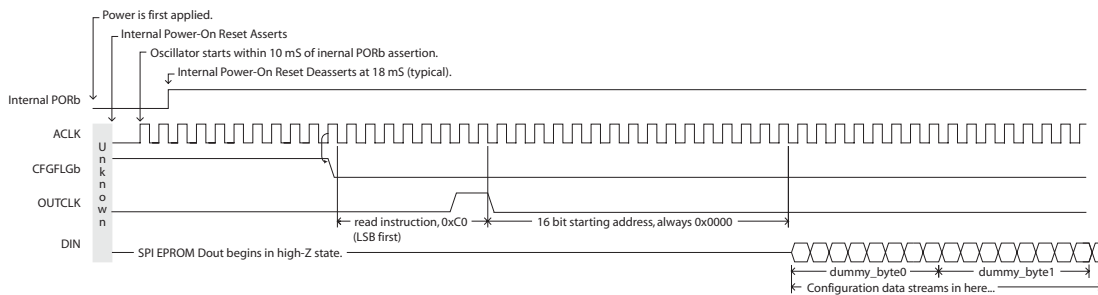 Power is first applied.
Internal Power-On Reset Asserts
Oscillator starts within 10 mS of inernal PORb assertion.
Internal Power-On Reset Deasserts at 18 mS (typical).
Internal PORb
ACLK
Unknown
CFGFLGb
OUTCLK
read instruction, 0xC0
(LSB first)
16 bit starting address, always 0x0000
DIN
SPI EPROM Dout begins in high-Z state.
dummy_byte0
dummy_byte1
Configuration data streams in here...